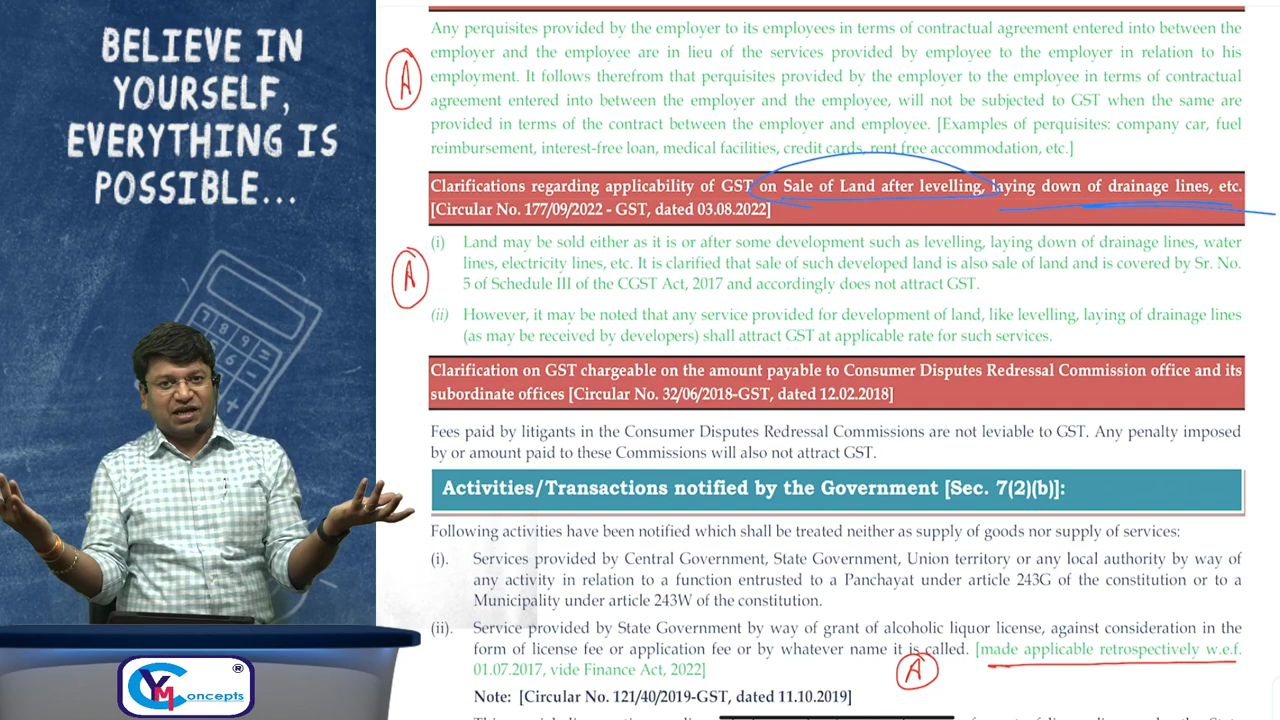 BELIEVE IN
YOURSELF,
EVERYTHING IS
POSSIBLE...
CYM
oncepts
®
Any perquisites provided by the employer to its employees in terms of contractual agreement entered into between the
employer and the employee are in lieu of the services provided by employee to the employer in relation to his
employment. It follows therefrom that perquisites provided by the employer to the employee in terms of contractual
agreement entered into between the employer and the employee, will not be subjected to GST when the same are
provided in terms of the contract between the employer and employee. [Examples of perquisites: company car, fuel
reimbursement, interest-free loan, medical facilities, credit cards, rent free accommodation, etc.]
A
Clarifications regarding applicability of GST on Sale of Land after levelling, laying down of drainage lines, etc.
[Circular No. 177/09/2022 - GST, dated 03.08.2022]
(i) Land may be sold either as it is or after some development such as levelling, laying down of drainage lines, water
lines, electricity lines, etc. It is clarified that sale of such developed land is also sale of land and is covered by Sr. No.
5 of Schedule III of the CGST Act, 2017 and accordingly does not attract GST.
A
(ii) However, it may be noted that any service provided for development of land, like levelling, laying of drainage lines
(as may be received by developers) shall attract GST at applicable rate for such services.
Clarification on GST chargeable on the amount payable to Consumer Disputes Redressal Commission office and its
subordinate offices [Circular No. 32/06/2018-GST, dated 12.02.2018]
Fees paid by litigants in the Consumer Disputes Redressal Commissions are not leviable to GST. Any penalty imposed
by or amount paid to these Commissions will also not attract GST.
Activities/Transactions notified by the Government [Sec. 7(2)(b)]:
Following activities have been notified which shall be treated neither as supply of goods nor supply of services:
(i). Services provided by Central Government, State Government, Union territory or any local authority by way of
any activity in relation to a function entrusted to a Panchayat under article 243G of the constitution or to a
Municipality under article 243W of the constitution.
(ii). Service provided by State Government by way of grant of alcoholic liquor license, against consideration in the
form of license fee or application fee or by whatever name it is called. [made applicable retrospectively w.e.f.
01.07.2017, vide Finance Act, 2022]
A
Note: [Circular No. 121/40/2019-GST, dated 11.10.2019]